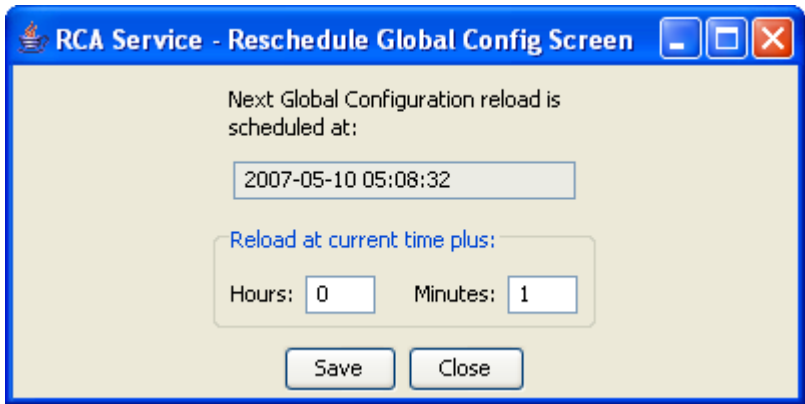 RCA Service - Reschedule Global Config Screen
Next Global Configuration reload is
scheduled at:
2007-05-10 05:08:32
Reload at current time plus:
Hours: 0 Minutes: 1
Save Close